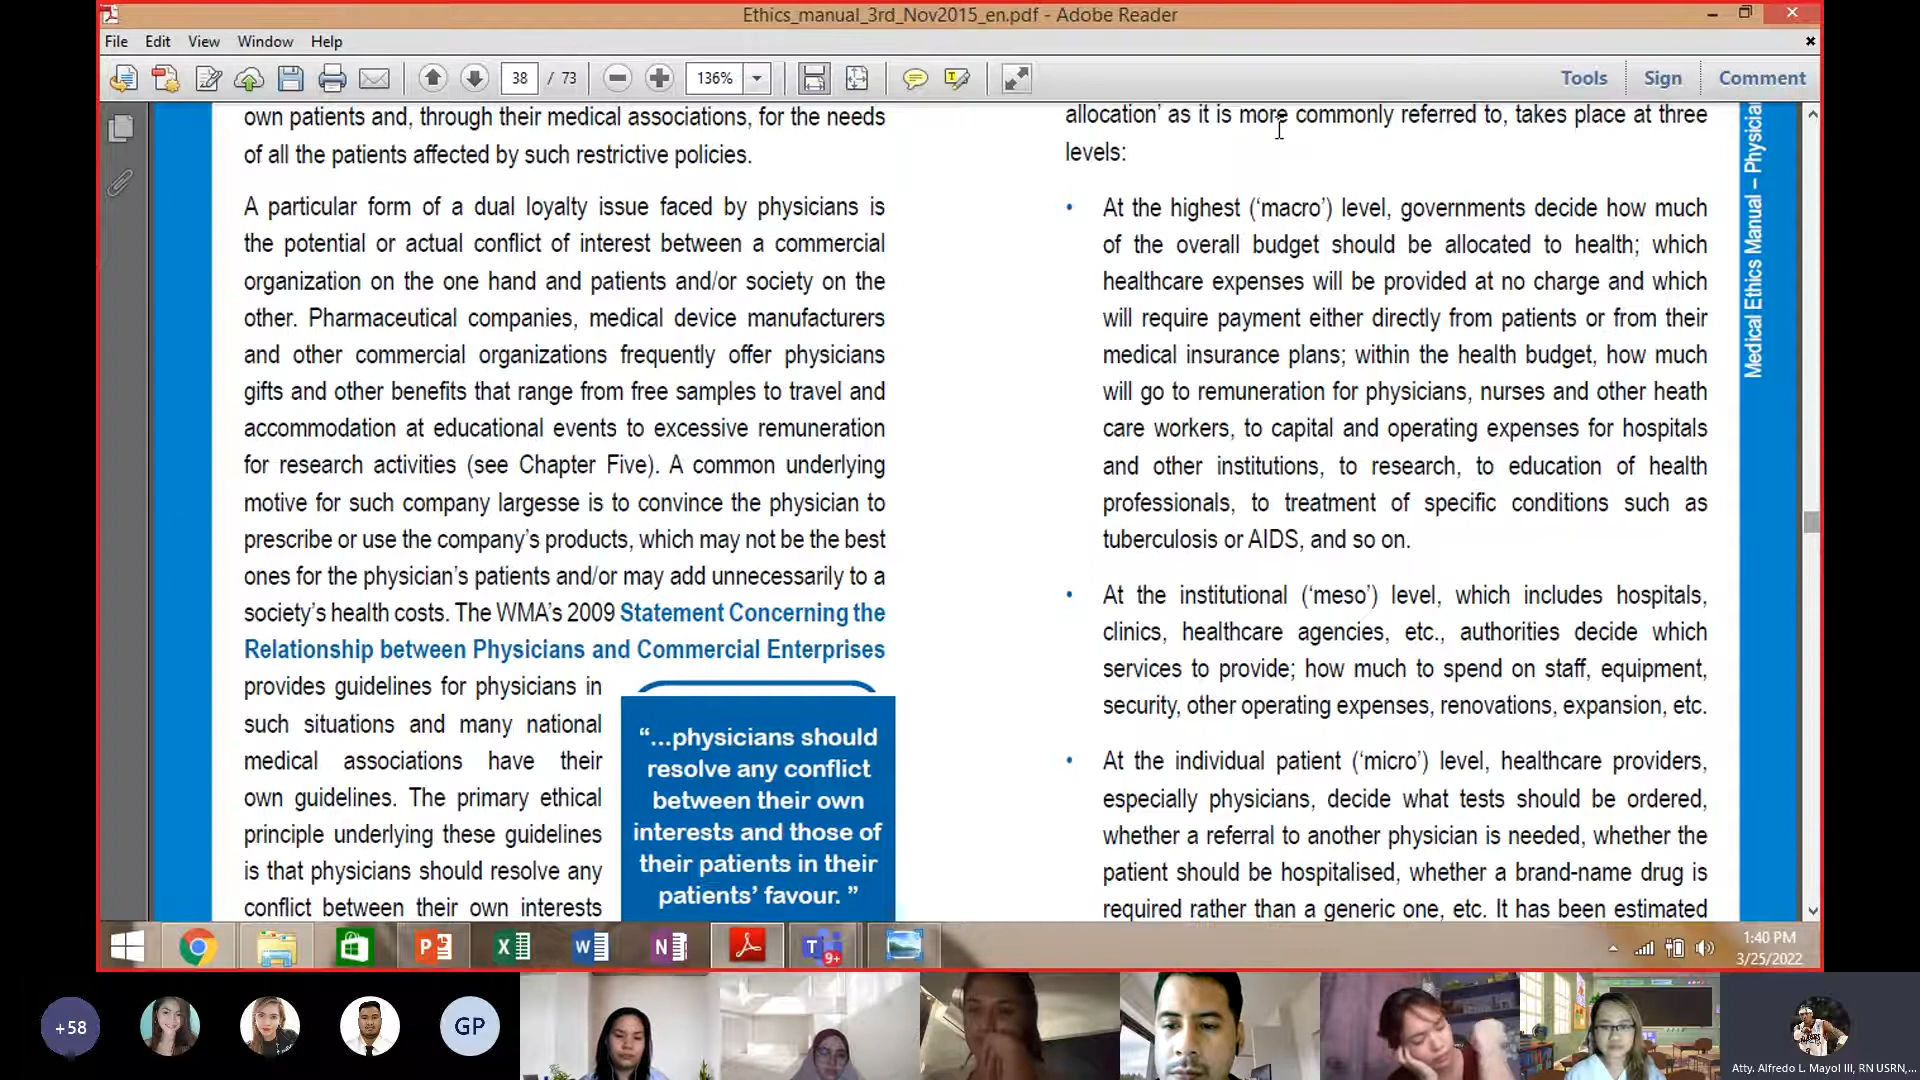 Ethics_manual_3rd_Nov2015_en.pdf - Adobe Reader
File Edit View Window Help
38 / 73
136%
Tools Sign Comment
own patients and, through their medical associations, for the needs
of all the patients affected by such restrictive policies.
A particular form of a dual loyalty issue faced by physicians is
the potential or actual conflict of interest between a commercial
organization on the one hand and patients and/or society on the
other. Pharmaceutical companies, medical device manufacturers
and other commercial organizations frequently offer physicians
gifts and other benefits that range from free samples to travel and
accommodation at educational events to excessive remuneration
for research activities (see Chapter Five). A common underlying
motive for such company largesse is to convince the physician to
prescribe or use the company's products, which may not be the best
ones for the physician's patients and/or may add unnecessarily to a
society's health costs. The WMA's 2009 Statement Concerning the
Relationship between Physicians and Commercial Enterprises
provides guidelines for physicians in
such situations and many national
medical associations have their
own guidelines. The primary ethical
principle underlying these guidelines
is that physicians should resolve any
conflict between their own interests
“...physicians should
resolve any conflict
between their own
interests and those of
their patients in their
patients’ favour. ”
allocation’ as it is more commonly referred to, takes place at three
levels:
• At the highest (‘macro’) level, governments decide how much
of the overall budget should be allocated to health; which
healthcare expenses will be provided at no charge and which
will require payment either directly from patients or from their
medical insurance plans; within the health budget, how much
will go to remuneration for physicians, nurses and other heath
care workers, to capital and operating expenses for hospitals
and other institutions, to research, to education of health
professionals, to treatment of specific conditions such as
tuberculosis or AIDS, and so on.
• At the institutional (‘meso’) level, which includes hospitals,
clinics, healthcare agencies, etc., authorities decide which
services to provide; how much to spend on staff, equipment,
security, other operating expenses, renovations, expansion, etc.
• At the individual patient (‘micro’) level, healthcare providers,
especially physicians, decide what tests should be ordered,
whether a referral to another physician is needed, whether the
patient should be hospitalised, whether a brand-name drug is
required rather than a generic one, etc. It has been estimated
Medical Ethics Manual – Physician
9+
1:40 PM
3/25/2022
+58
GP
Atty. Alfredo L. Mayol III, RN USRN,...